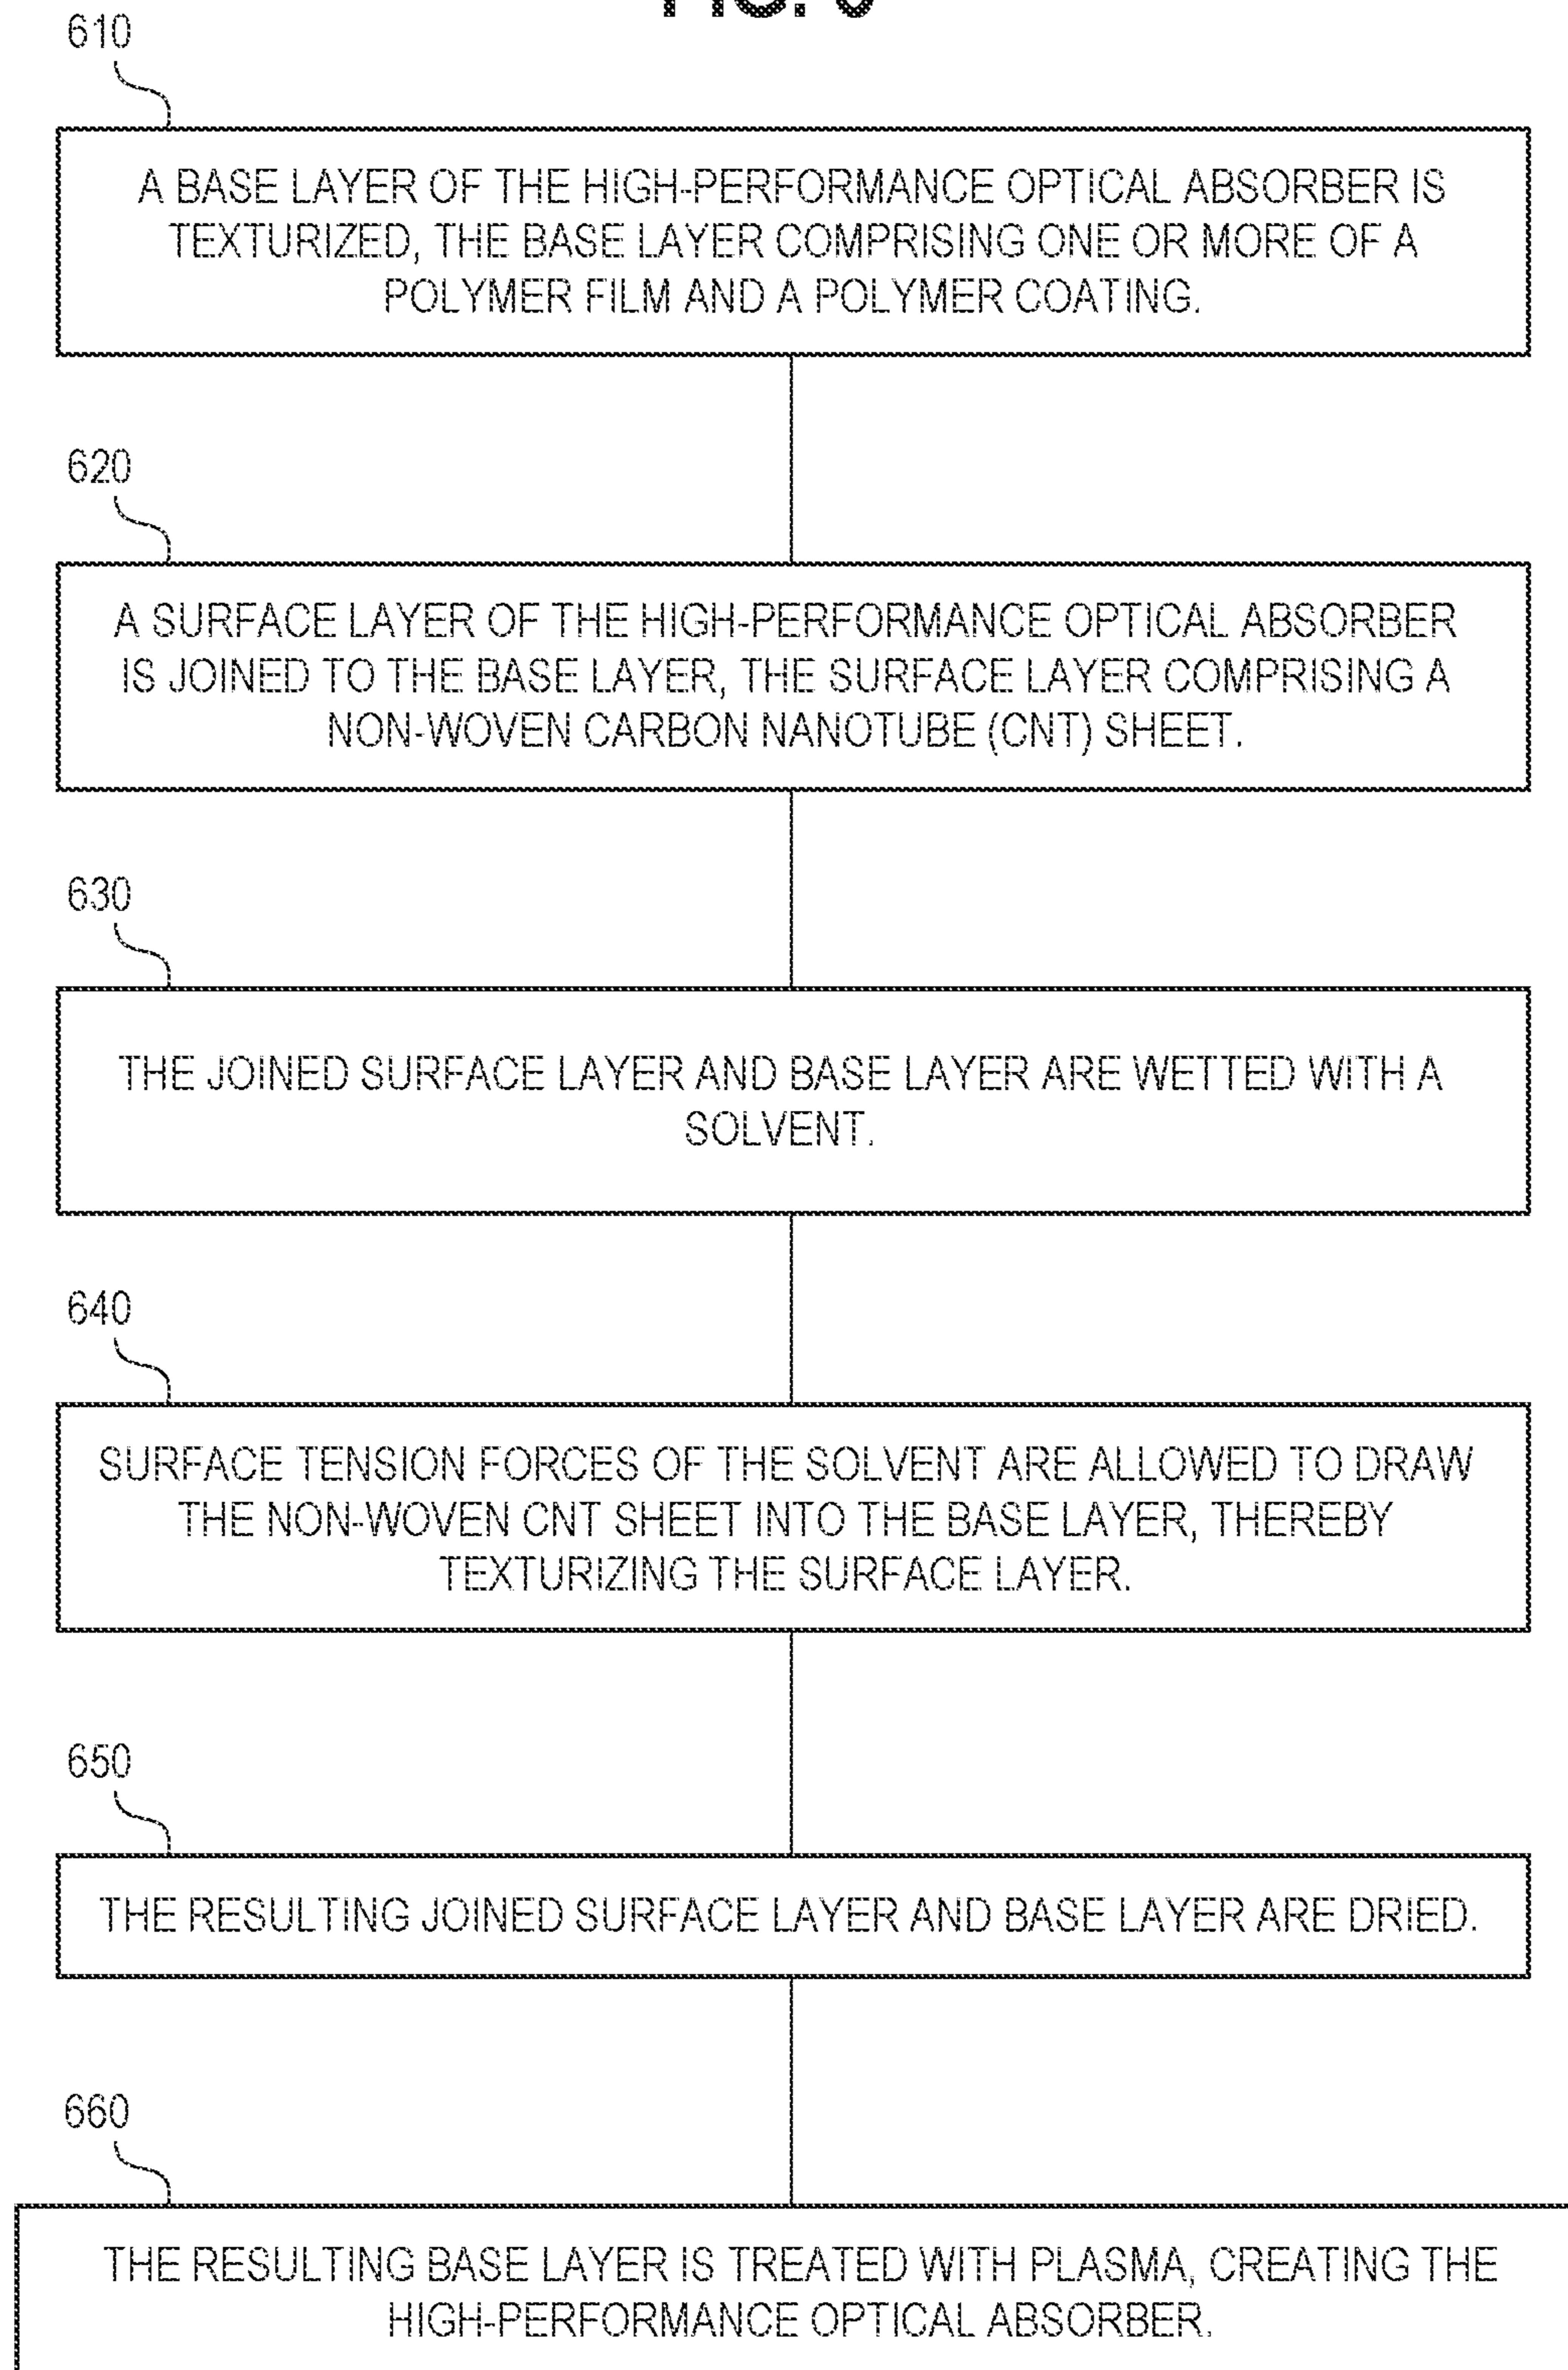 610
A BASE LAYER OF THE HIGH-PERFORMANCE OPTICAL ABSORBER IS
TEXTURIZED, THE BASE LAYER COMPRISING ONE OR MORE OF A
POLYMER FILM AND A POLYMER COATING.
620
A SURFACE LAYER OF THE HIGH-PERFORMANCE OPTICAL ABSORBER
IS JOINED TO THE BASE LAYER, THE SURFACE LAYER COMPRISING A
NON-WOVEN CARBON NANOTUBE (CNT) SHEET.
630
THE JOINED SURFACE LAYER AND BASE LAYER ARE WETTED WITH A
SOLVENT.
640
SURFACE TENSION FORCES OF THE SOLVENT ARE ALLOWED TO DRAW
THE NON-WOVEN CNT SHEET INTO THE BASE LAYER, THEREBY
TEXTURIZING THE SURFACE LAYER.
650
THE RESULTING JOINED SURFACE LAYER AND BASE LAYER ARE DRIED.
660
THE RESULTING BASE LAYER IS TREATED WITH PLASMA, CREATING THE
HIGH-PERFORMANCE OPTICAL ABSORBER.